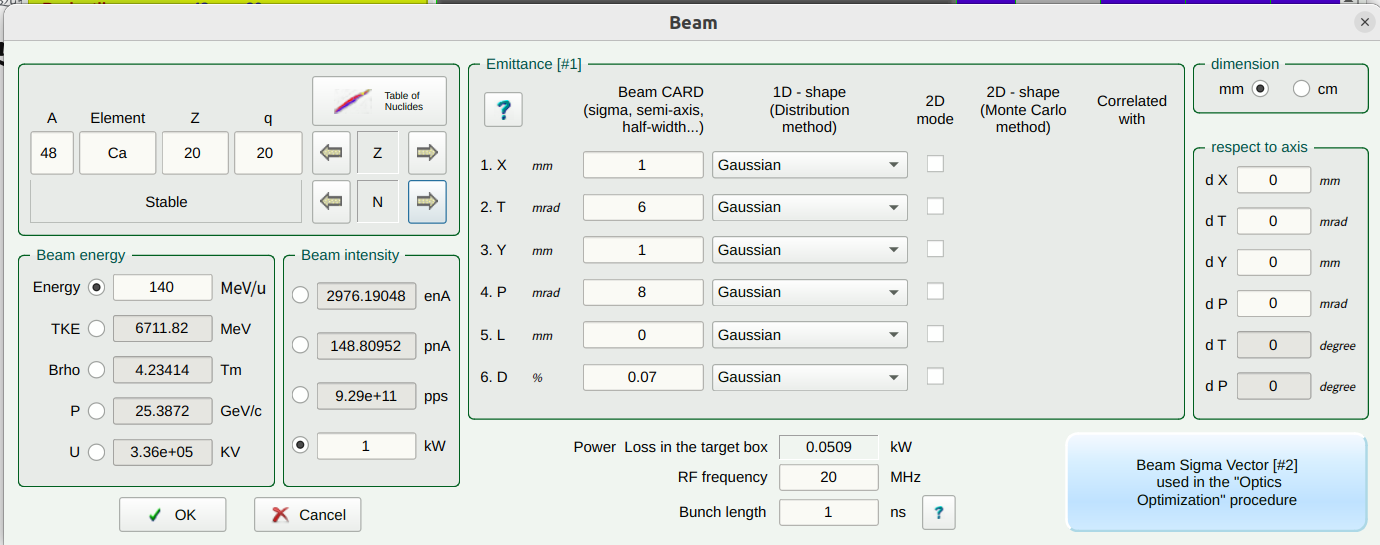 Beam
A Element Z q
Table of
Nuclides
48 Ca 20 20
Z
Stable
N
Beam energy
Energy 140 MeV/u
TKE 6711.82 MeV
Brho 4.23414 Tm
P 25.3872 GeV/c
U 3.36e+05 KV
Beam intensity
2976.19048 enA
148.80952 pnA
9.29e+11 pps
1 kW
OK
Cancel
Emittance [#1]
?
Beam CARD
(sigma, semi-axis,
half-width...)
1D - shape
(Distribution
method)
2D
mode
2D - shape
(Monte Carlo
method)
Correlated
with
1. X mm 1 Gaussian
2. T mrad 6 Gaussian
3. Y mm 1 Gaussian
4. P mrad 8 Gaussian
5. L mm 0 Gaussian
6. D % 0.07 Gaussian
Power Loss in the target box 0.0509 kW
RF frequency 20 MHz
Bunch length 1 ns ?
dimension
mm cm
respect to axis
d X 0 mm
d T 0 mrad
d Y 0 mm
d P 0 mrad
d T 0 degree
d P 0 degree
Beam Sigma Vector [#2]
used in the "Optics
Optimization" procedure